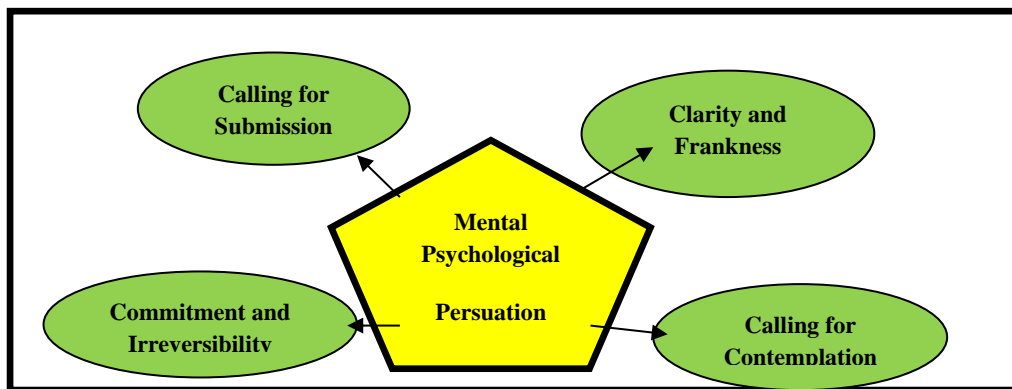 Calling for
Submission
Clarity and
Frankness
Mental
Psychological
Persuation
Commitment and
Irreversibility
Calling for
Contemplation